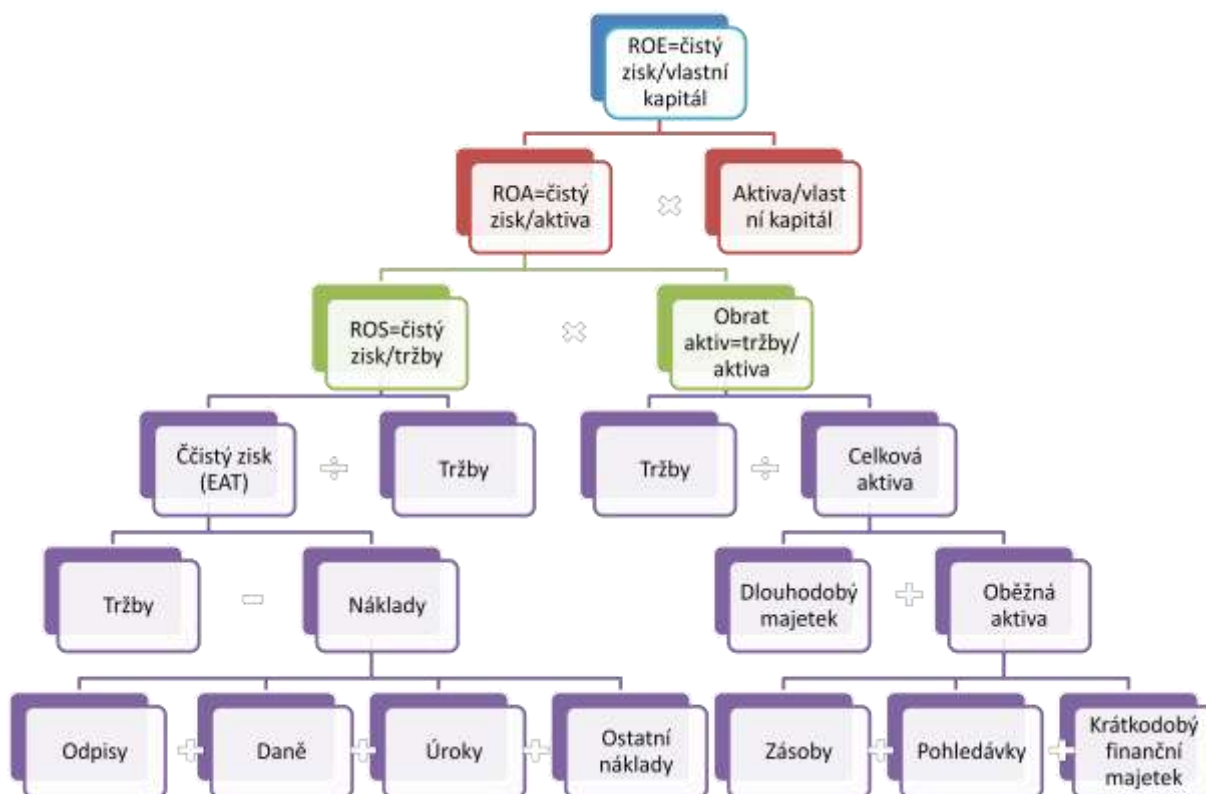 ROE=čistý
zisk/vlastní
kapitál
ROA=čistý
zisk/aktiva
Aktiva/vlast
ní kapitál
ROS=čistý
zisk/tržby
Obrat
aktiv=tržby/
aktiva
Ččistý zisk
(EAT)
÷
Tržby
Tržby
÷
Celková
aktiva
Tržby
-
Náklady
Dlouhodobý
majetek
+
Oběžná
aktiva
Odpisy
+
Daně
+
Úroky
+
Ostatní
náklady
Zásoby
+
Pohledávky
+
Krátkodobý
finanční
majetek